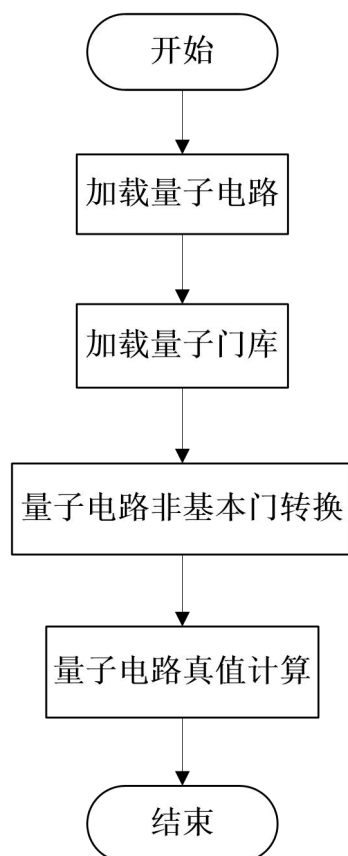 开始
加载量子电路
加载量子门库
量子电路非基本门转换
量子电路真值计算
结束